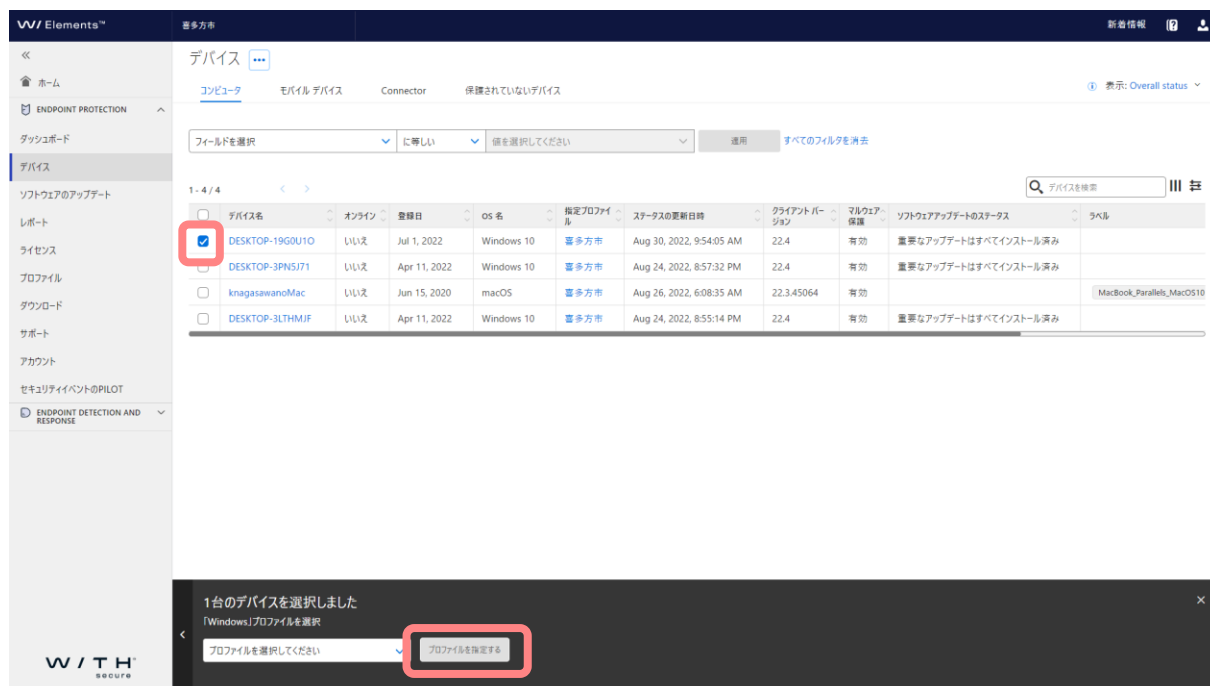 W/ Elements™
喜多方市
新着情報
ホーム
ENDPOINT PROTECTION
ダッシュボード
デバイス
ソフトウェアのアップデート
レポート
ライセンス
プロファイル
ダウンロード
サポート
アカウント
セキュリティイベントのPILOT
ENDPOINT DETECTION AND
RESPONSE
W / T H
secure
デバイス
コンピュータ モバイル デバイス Connector 保護されていないデバイス
表示: Overall status
フィールドを選択 に等しい 値を選択してください 適用 すべてのフィルタを消去
1 - 4 / 4
デバイスを検索
デバイス名 オンライン 登録日 OS 名 指定プロファイル ステータスの更新日時 クライアント バージョン マルウェア保護 ソフトウェアアップデートのステータス ラベル
DESKTOP-19G0U1O いいえ Jul 1, 2022 Windows 10 喜多方市 Aug 30, 2022, 9:54:05 AM 22.4 有効 重要なアップデートはすべてインストール済み
DESKTOP-3PN5J71 いいえ Apr 11, 2022 Windows 10 喜多方市 Aug 24, 2022, 8:57:32 PM 22.4 有効 重要なアップデートはすべてインストール済み
knagasawanoMac いいえ Jun 15, 2020 macOS 喜多方市 Aug 26, 2022, 6:08:35 AM 22.3.45064 有効 MacBook_Parallels_MacOS10
DESKTOP-3LTHMJF いいえ Apr 11, 2022 Windows 10 喜多方市 Aug 24, 2022, 8:55:14 PM 22.4 有効 重要なアップデートはすべてインストール済み
1台のデバイスを選択しました
「Windows」プロファイルを選択
プロファイルを選択してください プロファイルを指定する